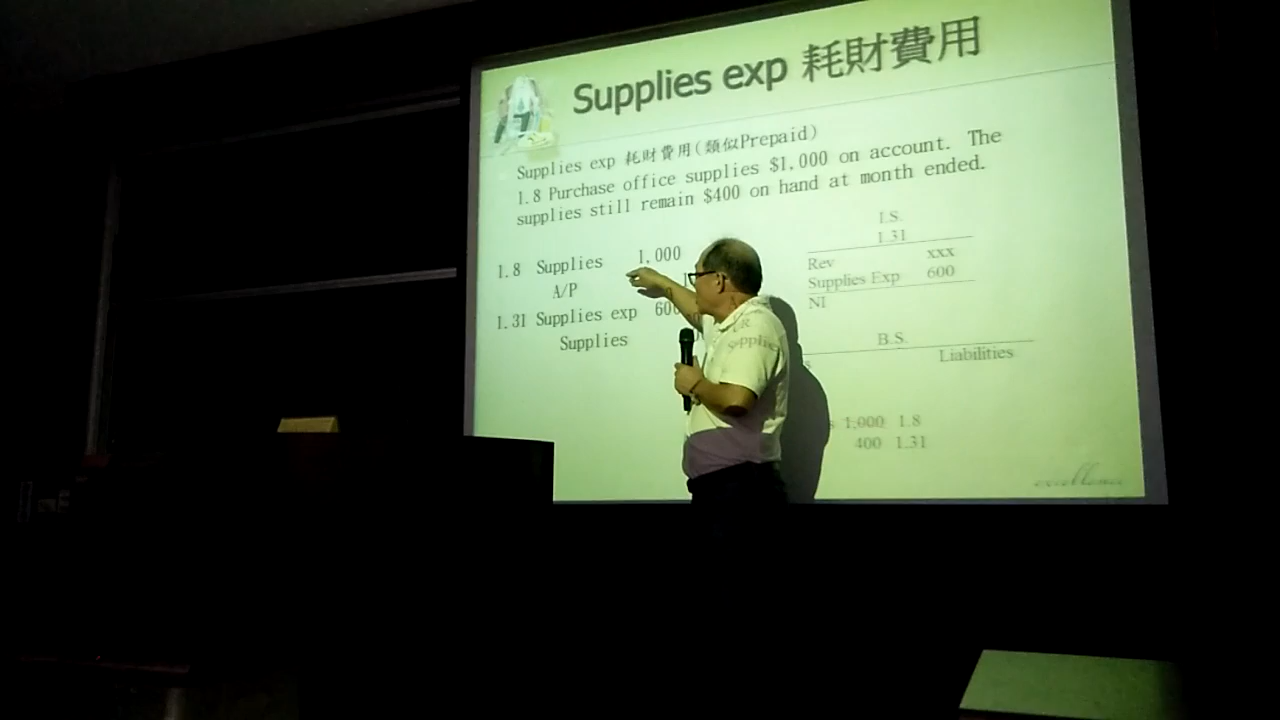 Supplies exp 耗財費用
Supplies exp 耗財費用(類似Prepaid)
1.8 Purchase office supplies $1,000 on account. The
supplies still remain $400 on hand at month ended.
1.8 Supplies 1,000
A/P
1.31 Supplies exp 600
Supplies
I.S.
1.31
Rev xxx
Supplies Exp 600
NI
B.S.
Liabilities
Supplie
1,000 1.8
400 1.31
excellence